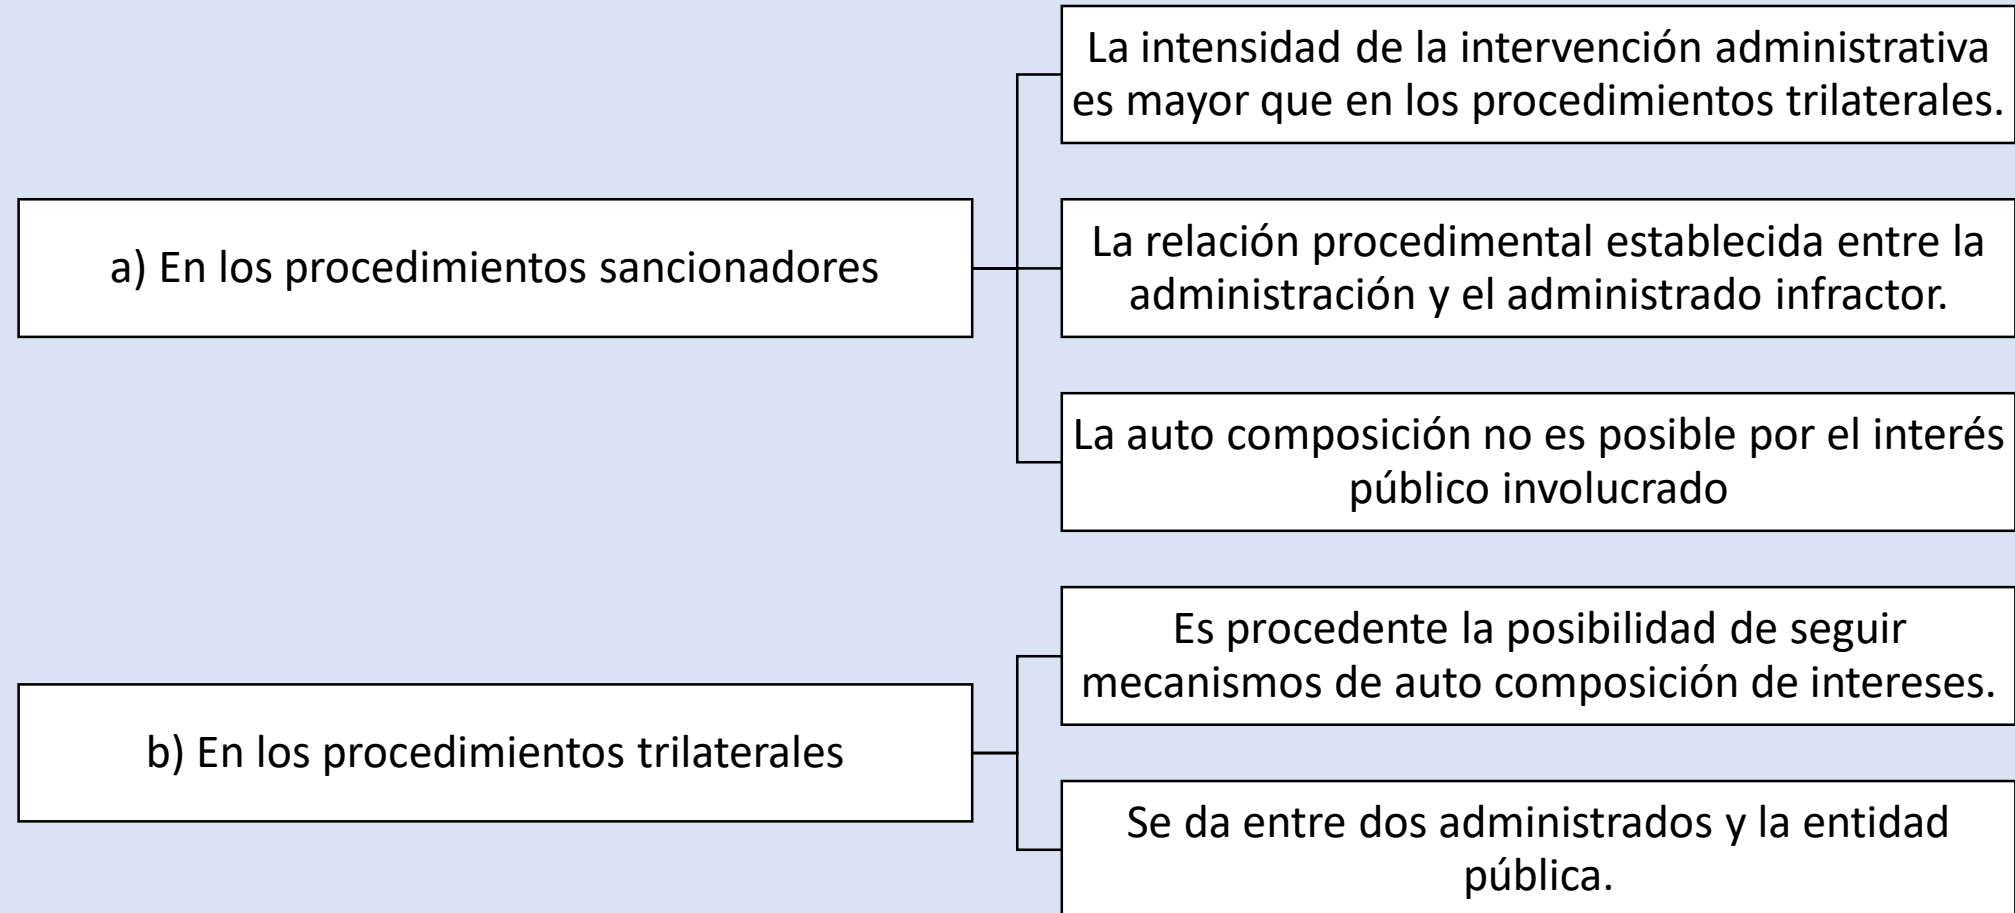 La intensidad de la intervención administrativa
es mayor que en los procedimientos trilaterales.
a) En los procedimientos sancionadores
La relación procedimental establecida entre la
administración y el administrado infractor.
La auto composición no es posible por el interés
público involucrado
Es procedente la posibilidad de seguir
mecanismos de auto composición de intereses.
b) En los procedimientos trilaterales
Se da entre dos administrados y la entidad
pública.